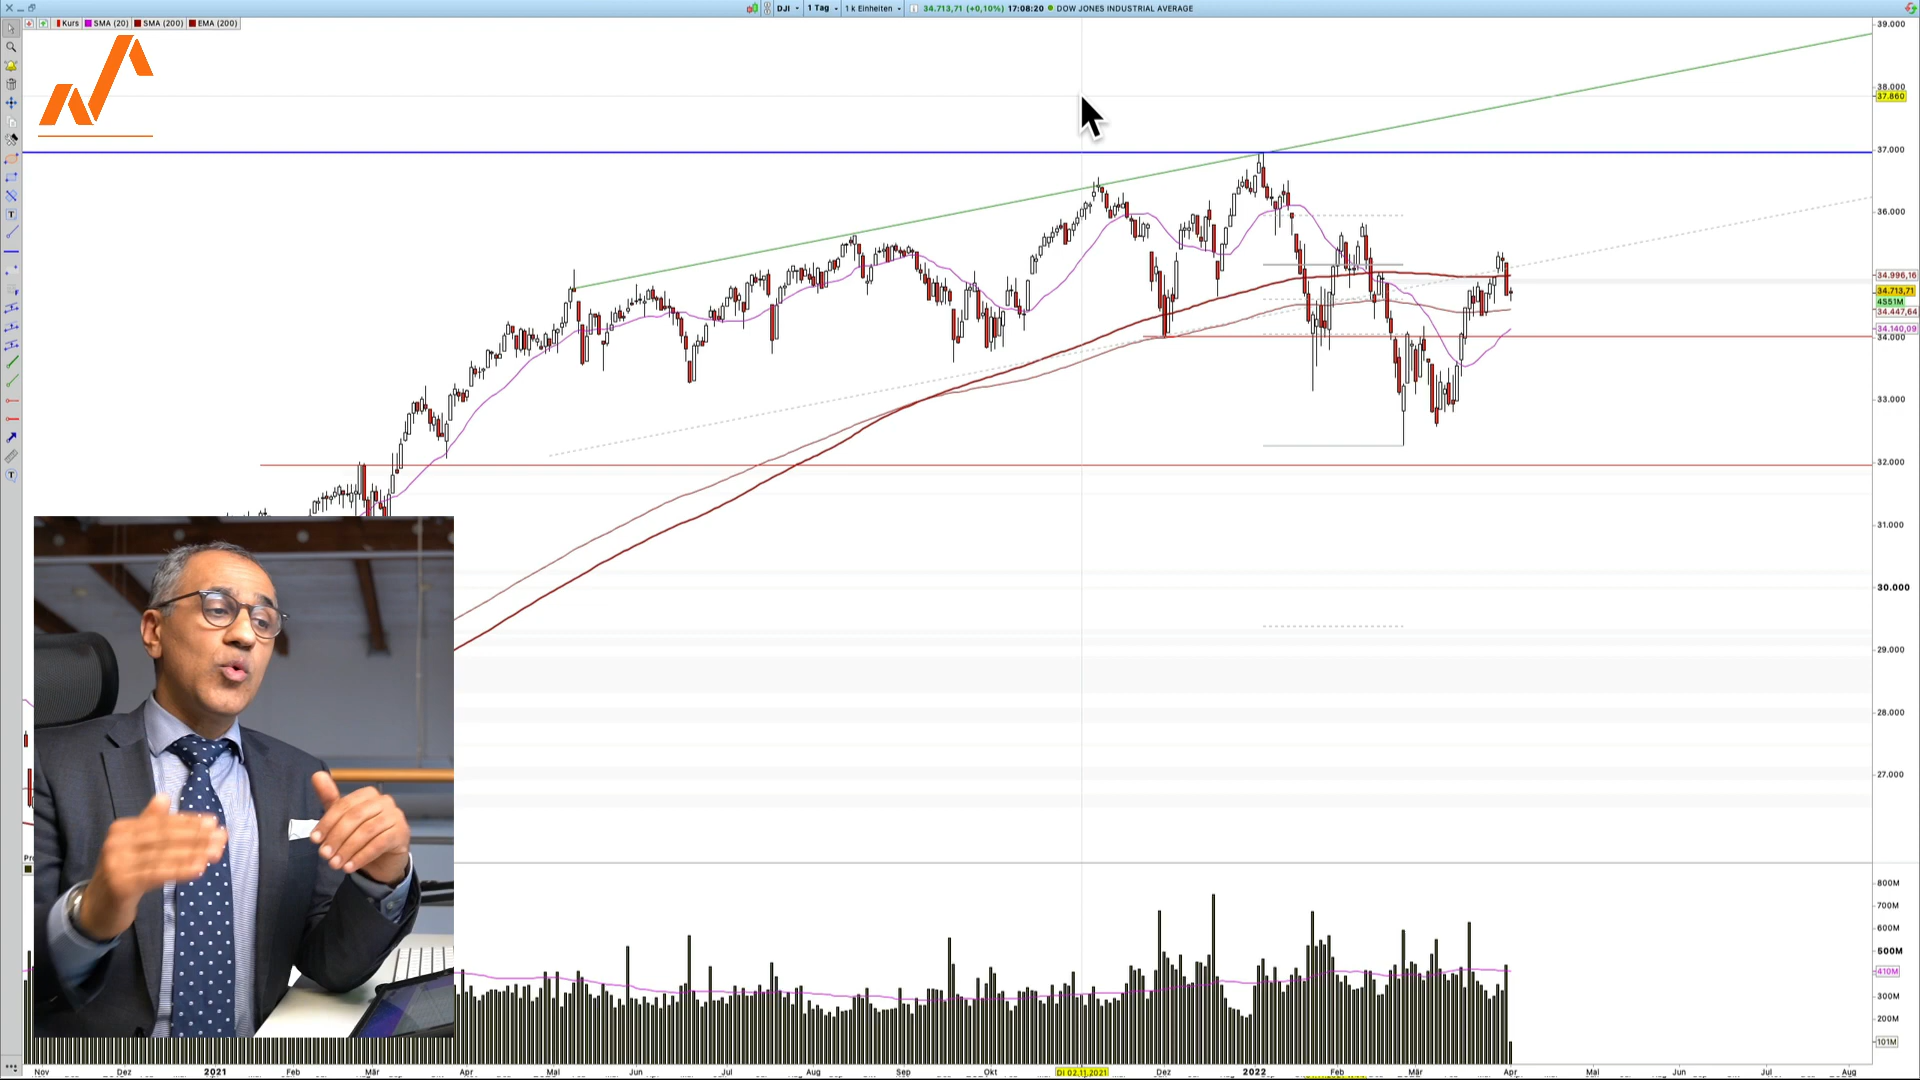 DJI 1 Tag 1 k Einheiten 34.713,71 (+0,10%) 17:08:20 DOW JONES INDUSTRIAL AVERAGE
Kurs SMA (20) SMA (200) EMA (200)
39.000
38.000
37.860
37.000
36.000
34.996,16
34.713,71
4551M
34.447,64
34.140,09
34.000
33.000
32.000
31.000
30.000
29.000
28.000
27.000
800M
700M
600M
500M
410M
300M
200M
101M
Nov Dez 2021 Feb Mär Apr Mai Jun Jul Aug Sep Okt Di 02.11.2021 Dez 2022 Feb Mär Apr Mai Jun Jul Aug